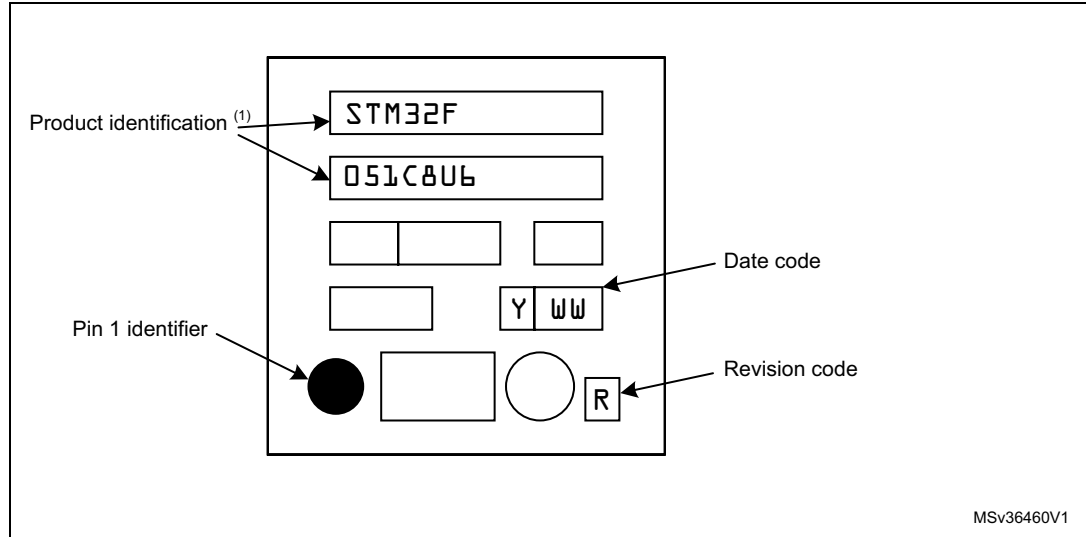 Product identification (1)
STM32F
051C8U6
Date code
Y WW
Pin 1 identifier
Revision code
R
MSv36460V1